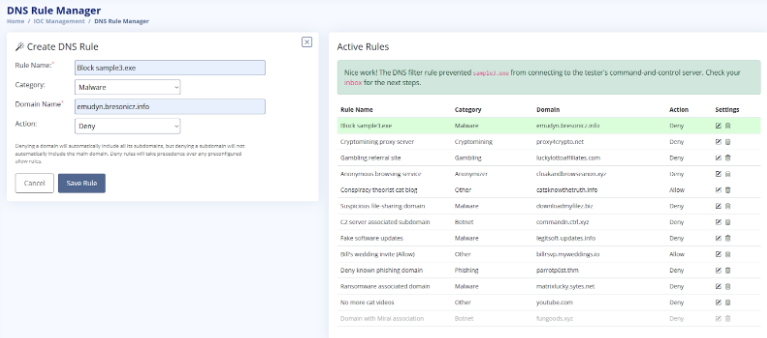 DNS Rule Manager
Home / IOC Management / DNS Rule Manager
Create DNS Rule
Rule Name:*
Block sample3.exe
Category:
Malware
Domain Name*
emudyn.bresonicz.info
Action:
Deny
Denying a domain will automatically include all its subdomains, but denying a subdomain will not
automatically include the main domain. Deny rules will take precedence over any preconfigured
allow rules.
Cancel
Save Rule
Active Rules
Nice work! The DNS filter rule prevented sample3.exe from connecting to the tester's command-and-control server. Check your
inbox for the next steps.
Rule Name Category Domain Action Settings
Block sample3.exe Malware emudyn.bresonicz.info Deny
Cryptomining proxy server Cryptomining proxy4crypto.net Deny
Gambling referral site Gambling luckylottoaffiliates.com Deny
Anonymous browsing service Anonymizer cloakandbrowsesion.xyz Deny
Conspiracy theorist cat blog Other catsknowthetruth.info Allow
Suspicious file-sharing domain Malware downloadmyfilez.biz Deny
C2 server associated subdomain Botnet commandn.ctrl.xyz Deny
Fake software updates Malware legitsoft.updates.info Deny
Bill's wedding invite (Allow) Other billrsvp.myweddings.io Allow
Deny known phishing domain Phishing parrotp0st.thm Deny
Ransomware associated domain Malware matrixlucky.sytes.net Deny
No more cat videos Other youtube.com Deny
Domain with Mirai association Botnet fungoods.xyz Deny